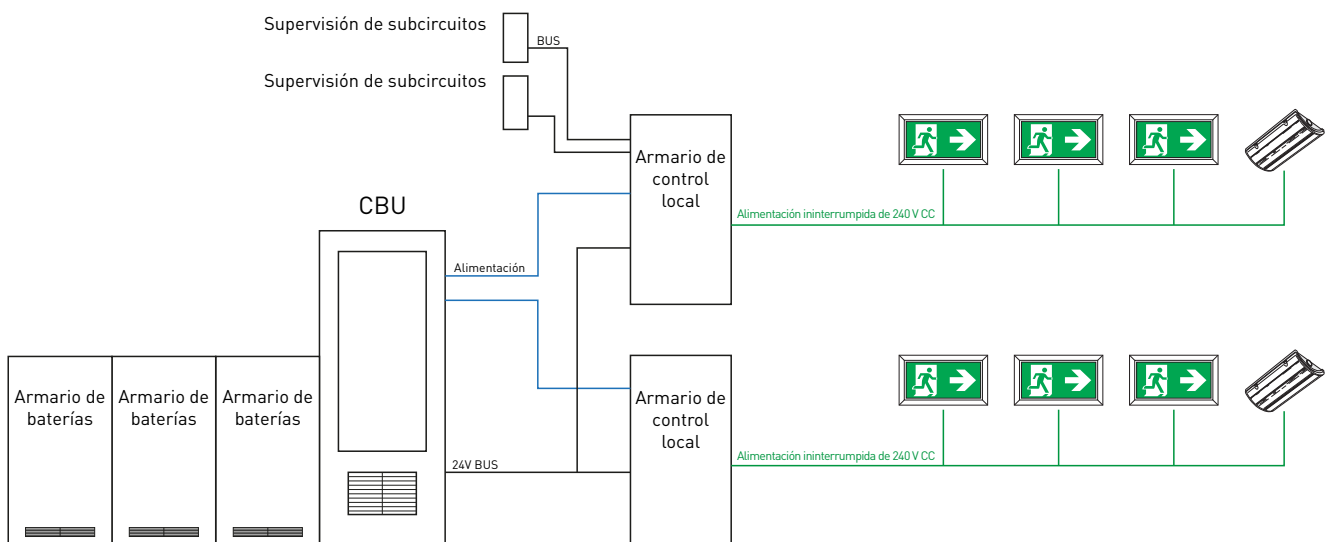 Supervisión de subcircuitos
BUS
Supervisión de subcircuitos
Armario de
control
local
CBU
Alimentación ininterrumpida de 240 V CC
Alimentación
Armario de
baterías
Armario de
baterías
Armario de
baterías
Armario de
control
local
24V BUS
Alimentación ininterrumpida de 240 V CC